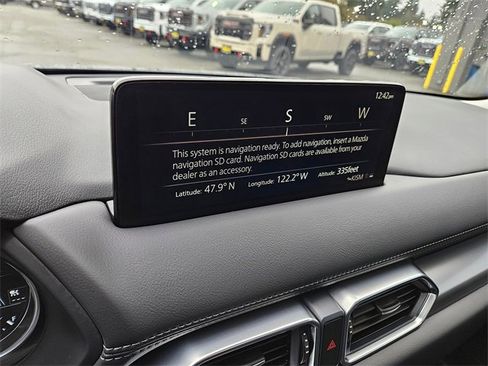 12:42pm
E SE S SW W
This system is navigation ready. To add navigation, insert a Mazda
navigation SD card. Navigation SD cards are available from your
dealer as an accessory.
Latitude: 47.9° N Longitude: 122.2° W Altitude: 335feet
KISM